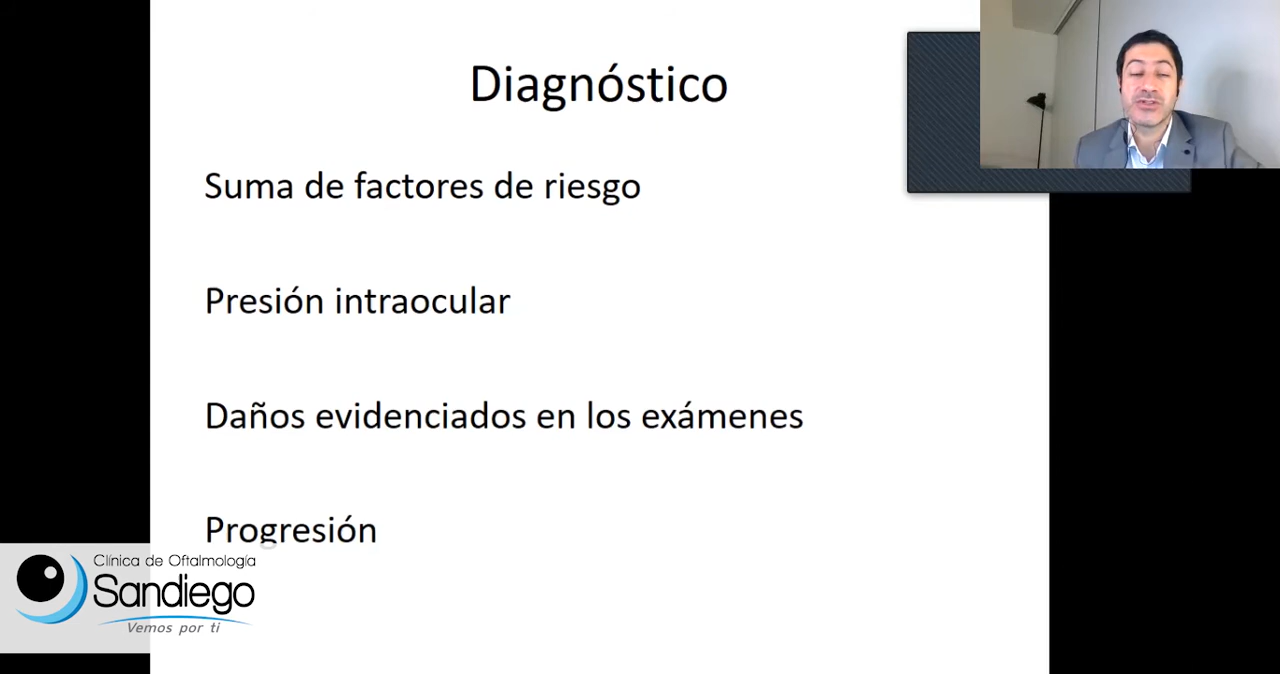 Diagnóstico
Suma de factores de riesgo
Presión intraocular
Daños evidenciados en los exámenes
Progresión
Clínica de Oftalmología
Sandiego
Vemos por ti